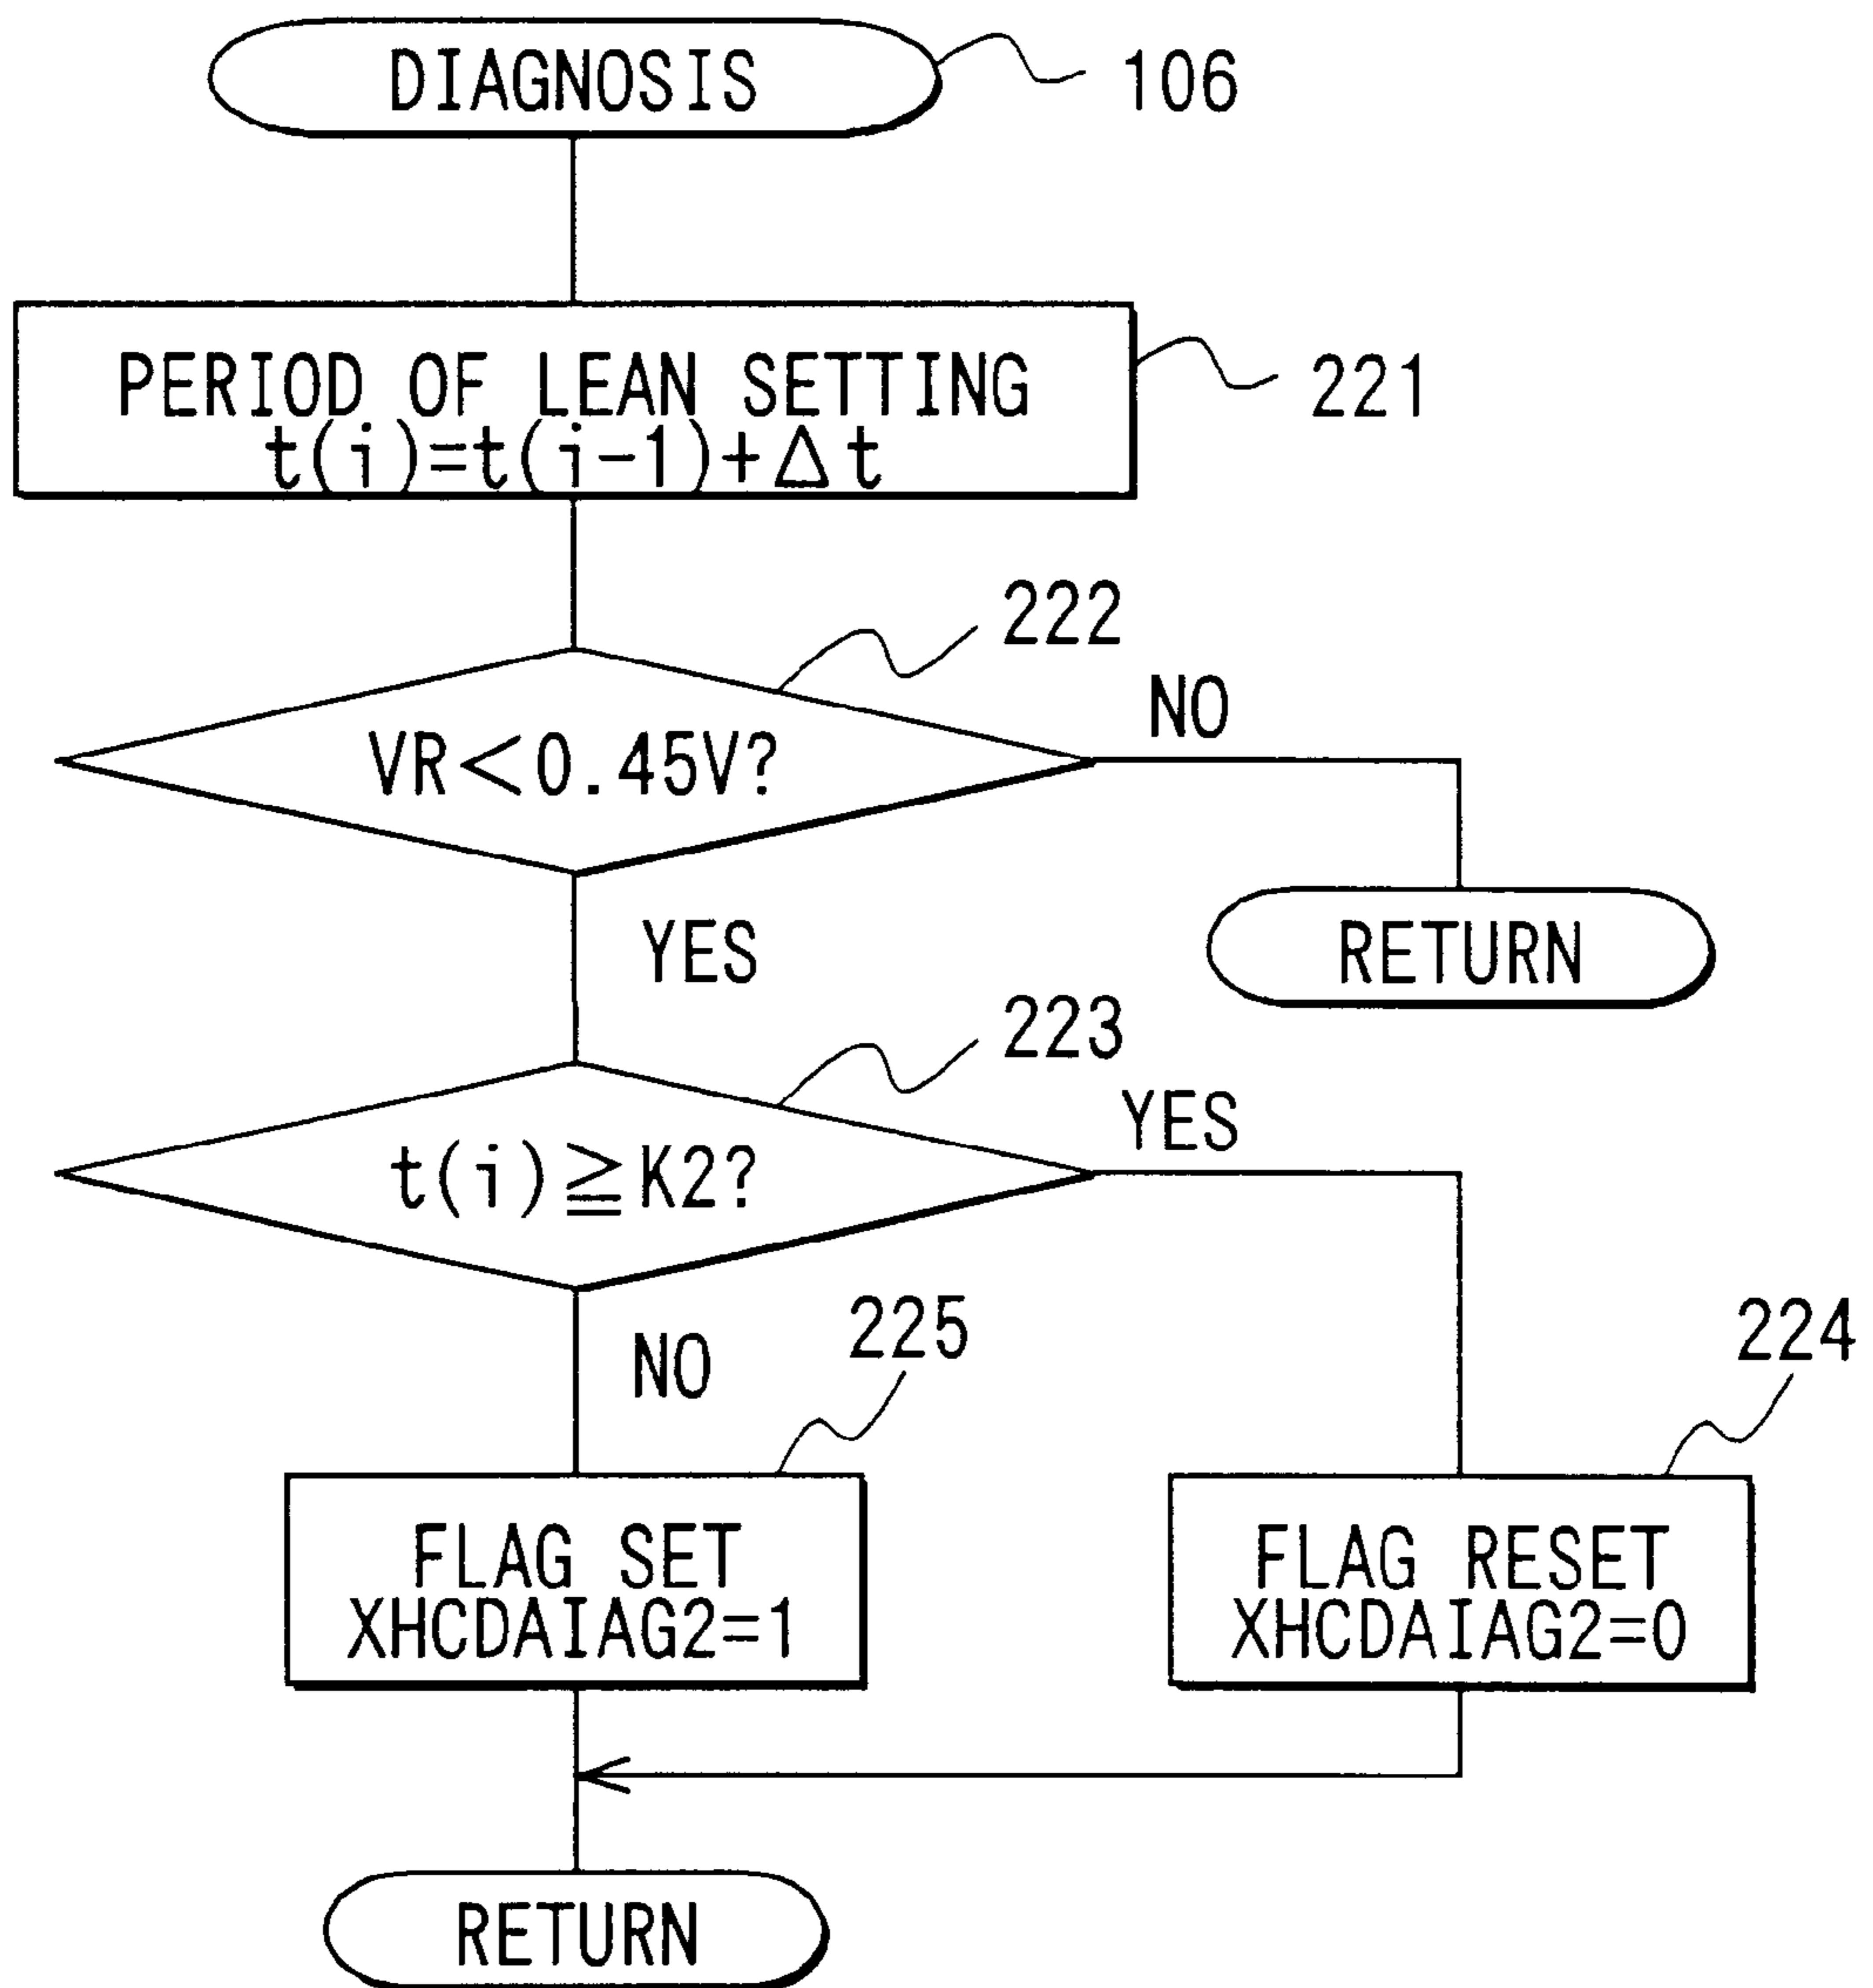 DIAGNOSIS
106
PERIOD OF LEAN SETTING
t(i)=t(i-1)+Δt
221
222
VR<0.45V?
NO
RETURN
YES
223
t(i)≧K2?
YES
NO
225
224
FLAG SET
XHCDAIAG2=1
FLAG RESET
XHCDAIAG2=0
RETURN